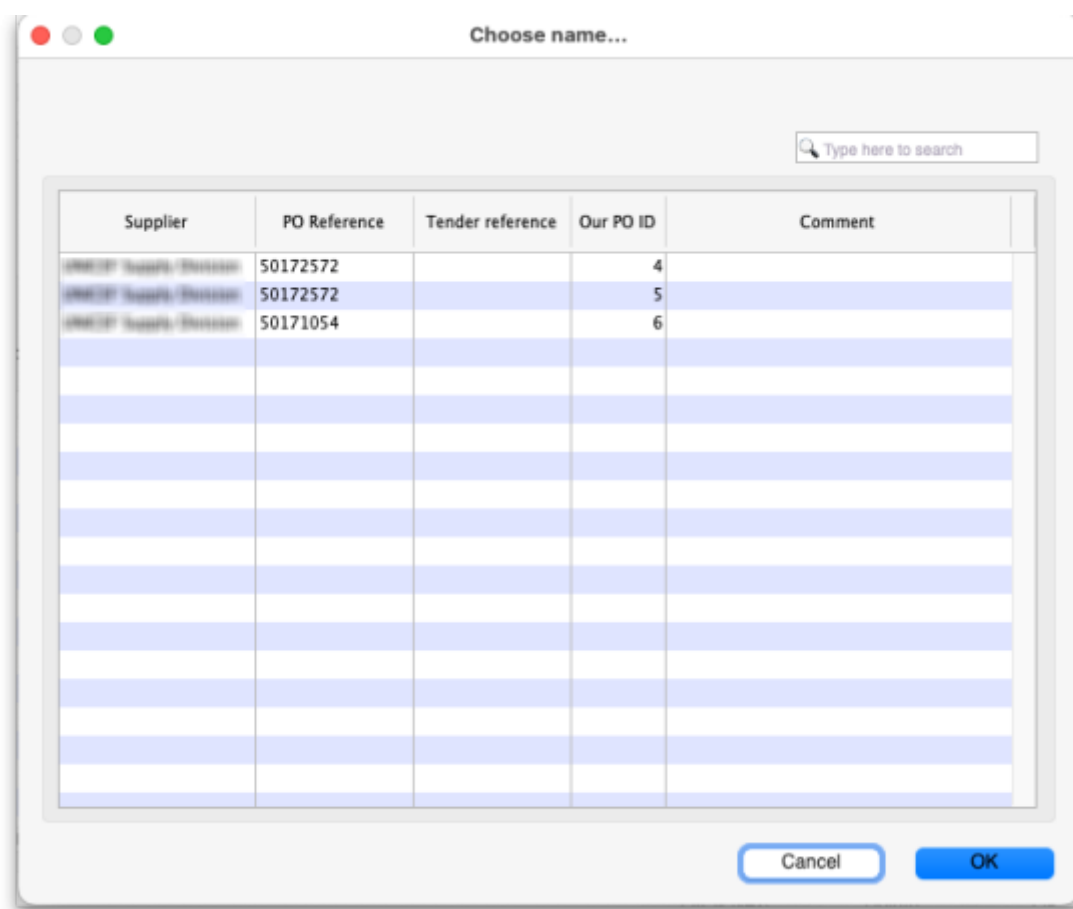 Choose name...
Type here to search
Supplier PO Reference Tender reference Our PO ID Comment
50172572 4
50172572 5
50171054 6
Cancel OK